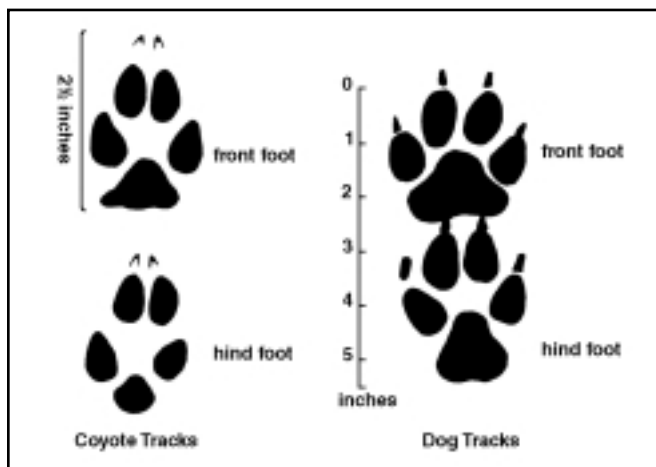 2½ inches
front foot
hind foot
Coyote Tracks
0
1
2
3
4
5
inches
front foot
hind foot
Dog Tracks